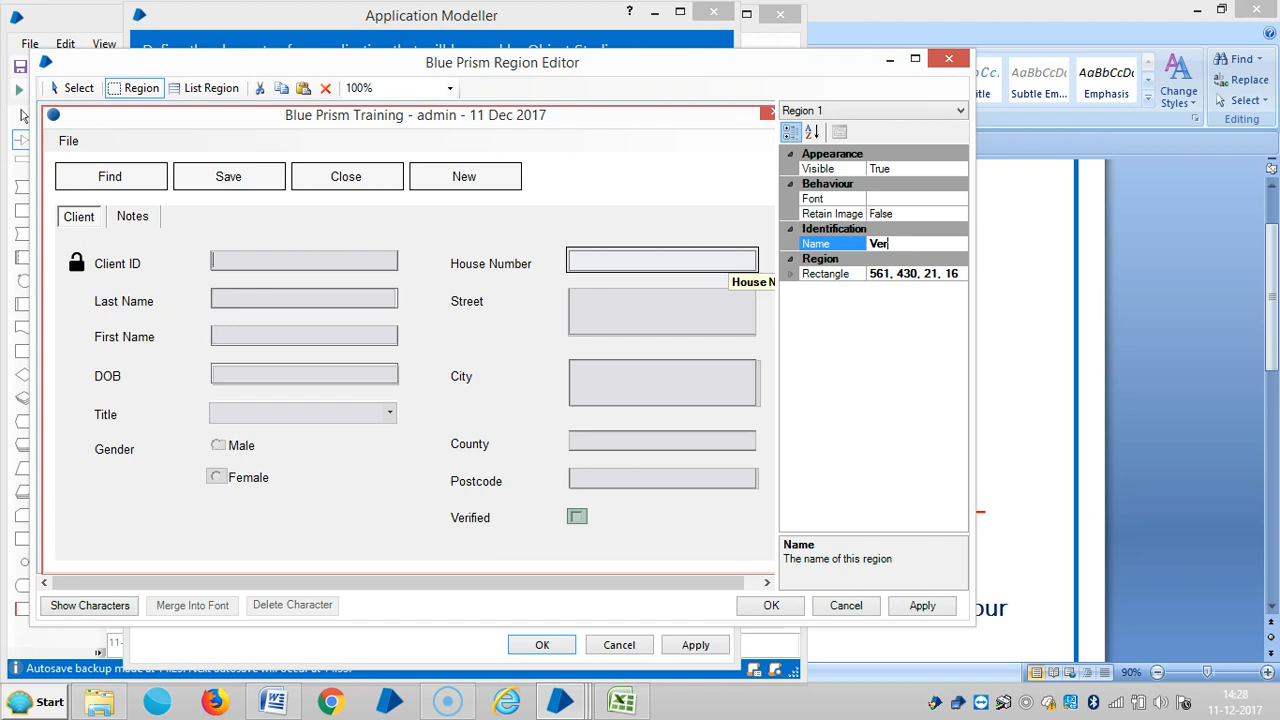 Application Modeller
?
File Edit View
Blue Prism Region Editor
Select Region List Region 100%
Find
Replace
Select
Editing
Subtle Em... Emphasis
Change
Styles
AaBbCcDc AaBbCcDc
Blue Prism Training - admin - 11 Dec 2017
File
Find Save Close New
Client Notes
Client ID
Last Name
First Name
DOB
Title
Gender
Male
Female
House Number
House N
Street
City
County
Postcode
Verified
Region 1
Appearance
Visible True
Behaviour
Font
Retain Image False
Identification
Name Ver
Region
Rectangle 561, 430, 21, 16
Name
The name of this region
Show Characters Merge Into Font Delete Character
OK Cancel Apply
OK Cancel Apply
11-
our
90%
Start
14:28
11-12-2017